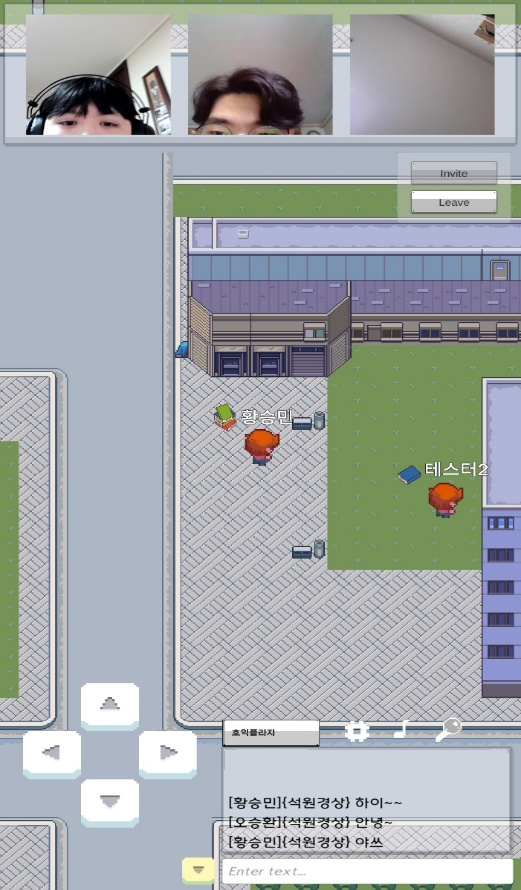 Invite
Leave
황승민
테스터2
호익플라자
[황승민]{석원경상} 하이~~
[오승환]{석원경상} 안녕~
[황승민]{석원경상} 야쓰
Enter text...